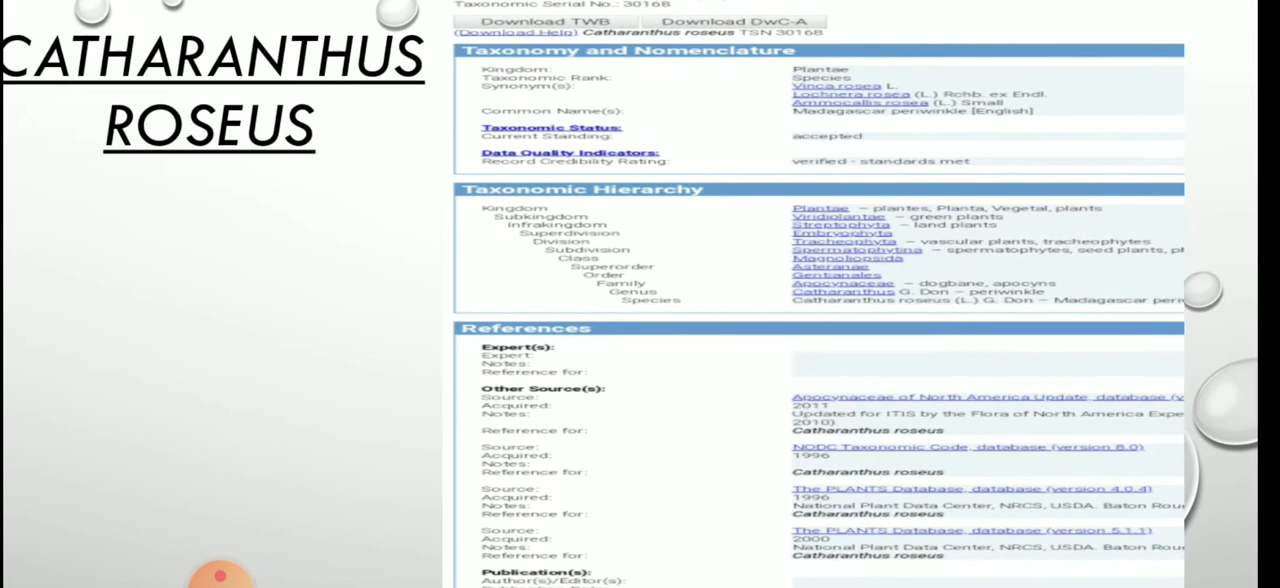 CATHARANTHUS
ROSEUS
Taxonomic Serial No.: 30168
Download TWB Download DwC-A
(Download Help) Catharanthus roseus TSN 30168
Taxonomy and Nomenclature
Kingdom: Plantae
Taxonomic Rank: Species
Synonym(s): Vinca rosea L.
Lochnera rosea (L.) Rchb. ex Endl.
Ammocallis rosea (L.) Small
Common Name(s): Madagascar periwinkle [English]
Taxonomic Status:
Current Standing: accepted
Data Quality Indicators:
Record Credibility Rating: verified - standards met
Taxonomic Hierarchy
Kingdom Plantae – plantes, Planta, Vegetal, plants
Subkingdom Viridiplantae – green plants
Infrakingdom Streptophyta – land plants
Superdivision Embryophyta
Division Tracheophyta – vascular plants, tracheophytes
Subdivision Spermatophytina – spermatophytes, seed plants,
Class Magnoliopsida
Superorder Asteranae
Order Gentianales
Family Apocynaceae – dogbane, apocyns
Genus Catharanthus G. Don – periwinkle
Species Catharanthus roseus (L.) G. Don – Madagascar
References
Expert(s):
Expert:
Notes:
Reference for:
Other Source(s):
Source: Apocynaceae of North America Update, database
Acquired: 2011
Notes: Updated for ITIS by the Flora of North America
2010)
Reference for: Catharanthus roseus
Source: NODC Taxonomic Code, database (version 8.0)
Acquired: 1996
Notes:
Reference for: Catharanthus roseus
Source: The PLANTS Database, database (version 4.0.4)
Acquired: 1996
Notes: National Plant Data Center, NRCS, USDA. Baton
Reference for: Catharanthus roseus
Source: The PLANTS Database, database (version 5.1.1)
Acquired: 2000
Notes: National Plant Data Center, NRCS, USDA. Baton
Reference for: Catharanthus roseus
Publication(s):
Author(s)/Editor(s):